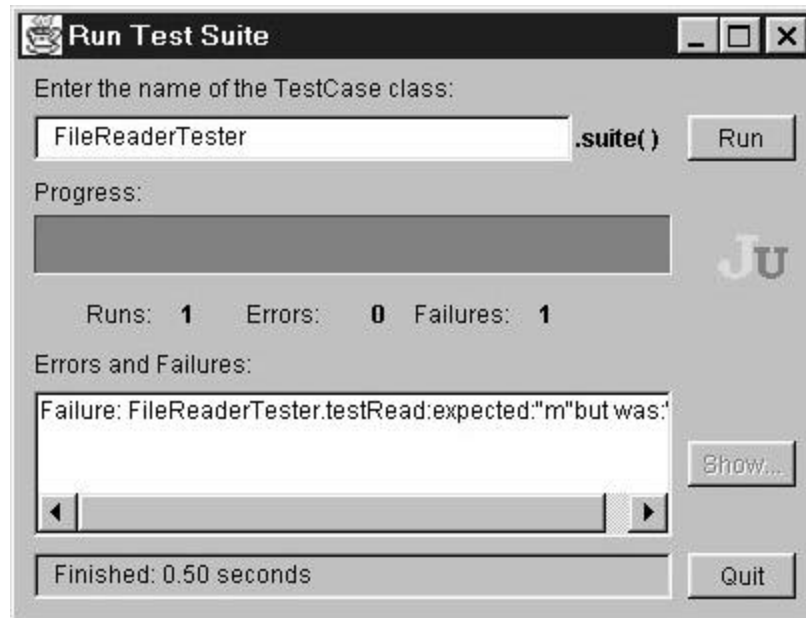 Run Test Suite
Enter the name of the TestCase class:
FileReaderTester .suite( ) Run
Progress:
JU
Runs: 1 Errors: 0 Failures: 1
Errors and Failures:
Failure: FileReaderTester.testRead:expected:"m"but was:"
Show...
Finished: 0.50 seconds Quit